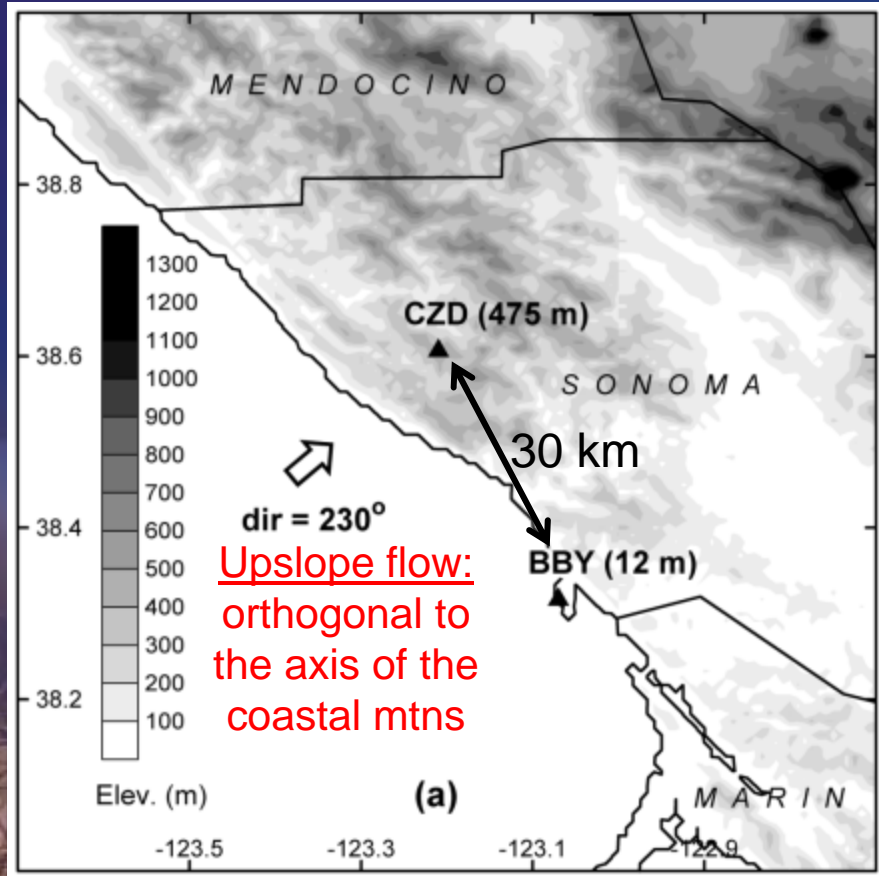 MENDOCINO
38.8
1300
1200
1100
1000
900
800
700
600
500
400
300
200
100
Elev. (m)
CZD (475 m)
38.6
SONOMA
30 km
dir = 230°
38.4
Upslope flow:
orthogonal to
the axis of the
coastal mtns
BBY (12 m)
38.2
(a)
MARIN
-123.5 -123.3 -123.1 -122.9